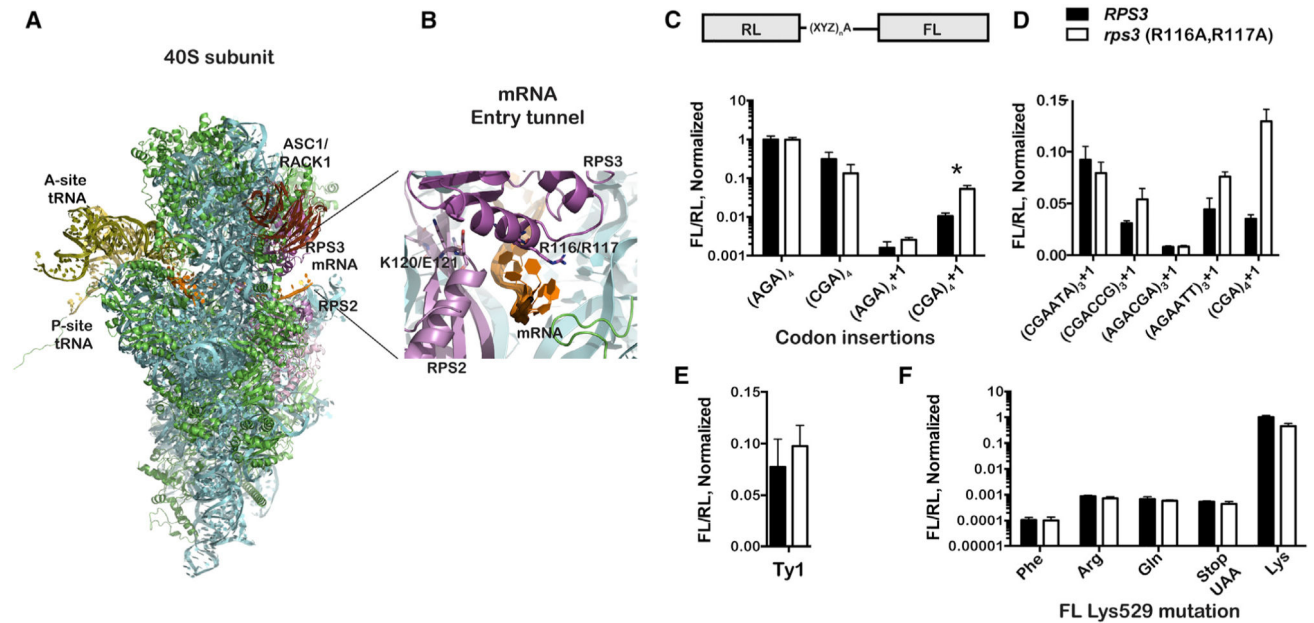 A
40S subunit
ASC1/
RACK1
A-site
tRNA
RPS3
mRNA
RPS2
P-site
tRNA
B
mRNA
Entry tunnel
RPS3
R116/R117
K120/E121
mRNA
RPS2
C
RL
(XYZ)nA
FL
FL/RL, Normalized
10
1
0.1
0.01
0.001
*
(AGA)4
(CGA)4
(AGA)4+1
(CGA)4+1
Codon insertions
D
RPS3
rps3 (R116A,R117A)
FL/RL, Normalized
0.15
0.10
0.05
0.00
(CGAATA)3+1
(CGACCG)3+1
(AGACGA)3+1
(AGAATT)3+1
(CGA)4+1
E
FL/RL, Normalized
0.15
0.10
0.05
0.00
Ty1
F
FL/RL, Normalized
10
1
0.1
0.01
0.001
0.0001
0.00001
Phe
Arg
Gln
Stop
UAA
Lys
FL Lys529 mutation